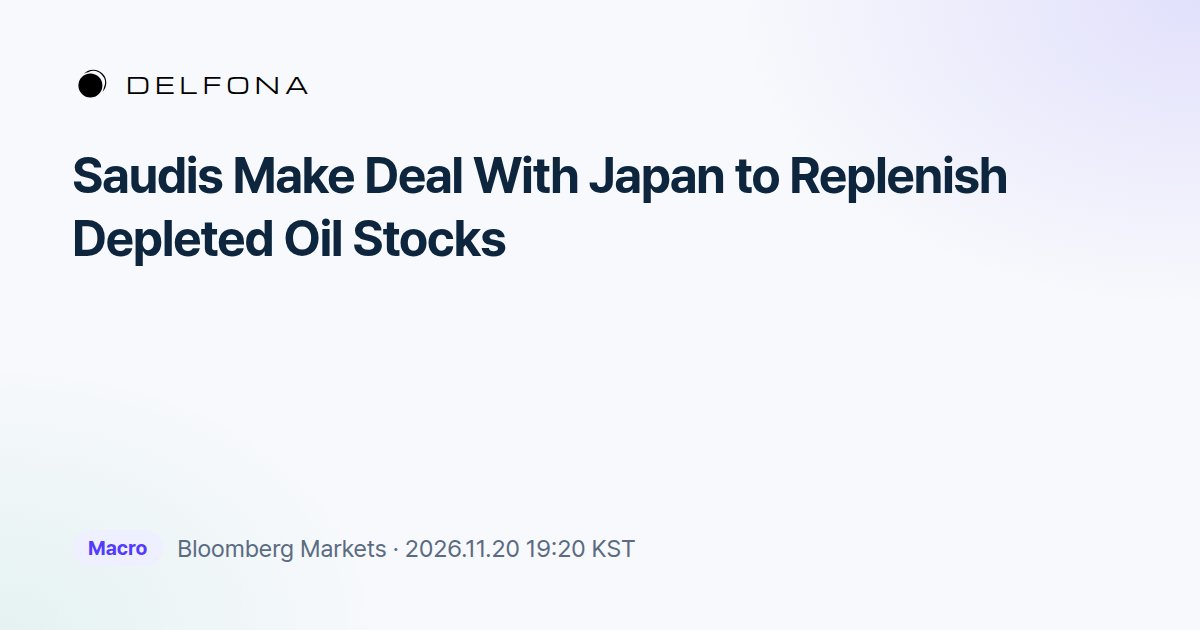 DELFONA
Saudis Make Deal With Japan to Replenish
Depleted Oil Stocks
Macro Bloomberg Markets · 2026.11.20 19:20 KST